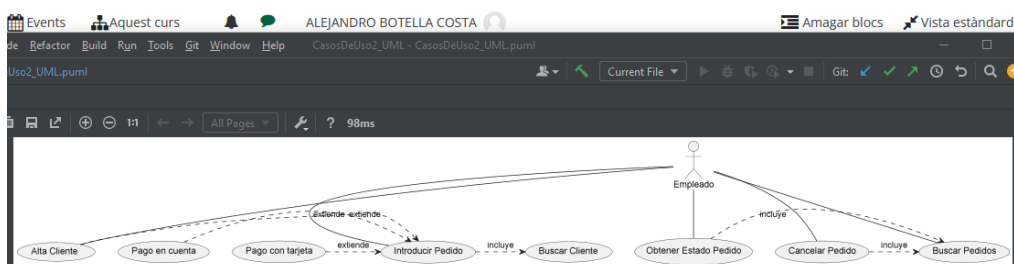 Events Aquest curs ALEJANDRO BOTELLA COSTA Amagar blocs Vista estàndard
de Refactor Build Run Tools Git Window Help CasosDeUso2_UML - CasosDeUso2_UML.puml
Uso2_UML.puml Current File Git:
1:1 All Pages ? 98ms
Empleado
extiende extiende incluye
Alta Cliente Pago en cuenta Pago con tarjeta extiende Introducir Pedido incluye Buscar Cliente Obtener Estado Pedido Cancelar Pedido incluye Buscar Pedidos